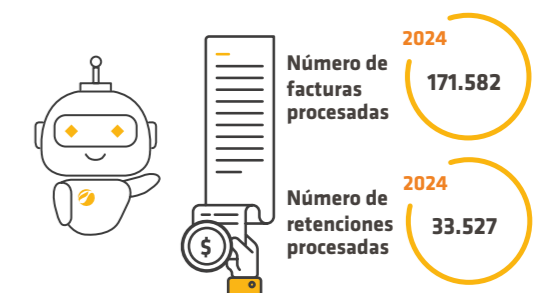 2024
Número de
facturas
procesadas
171.582
2024
Número de
retenciones
procesadas
33.527
$